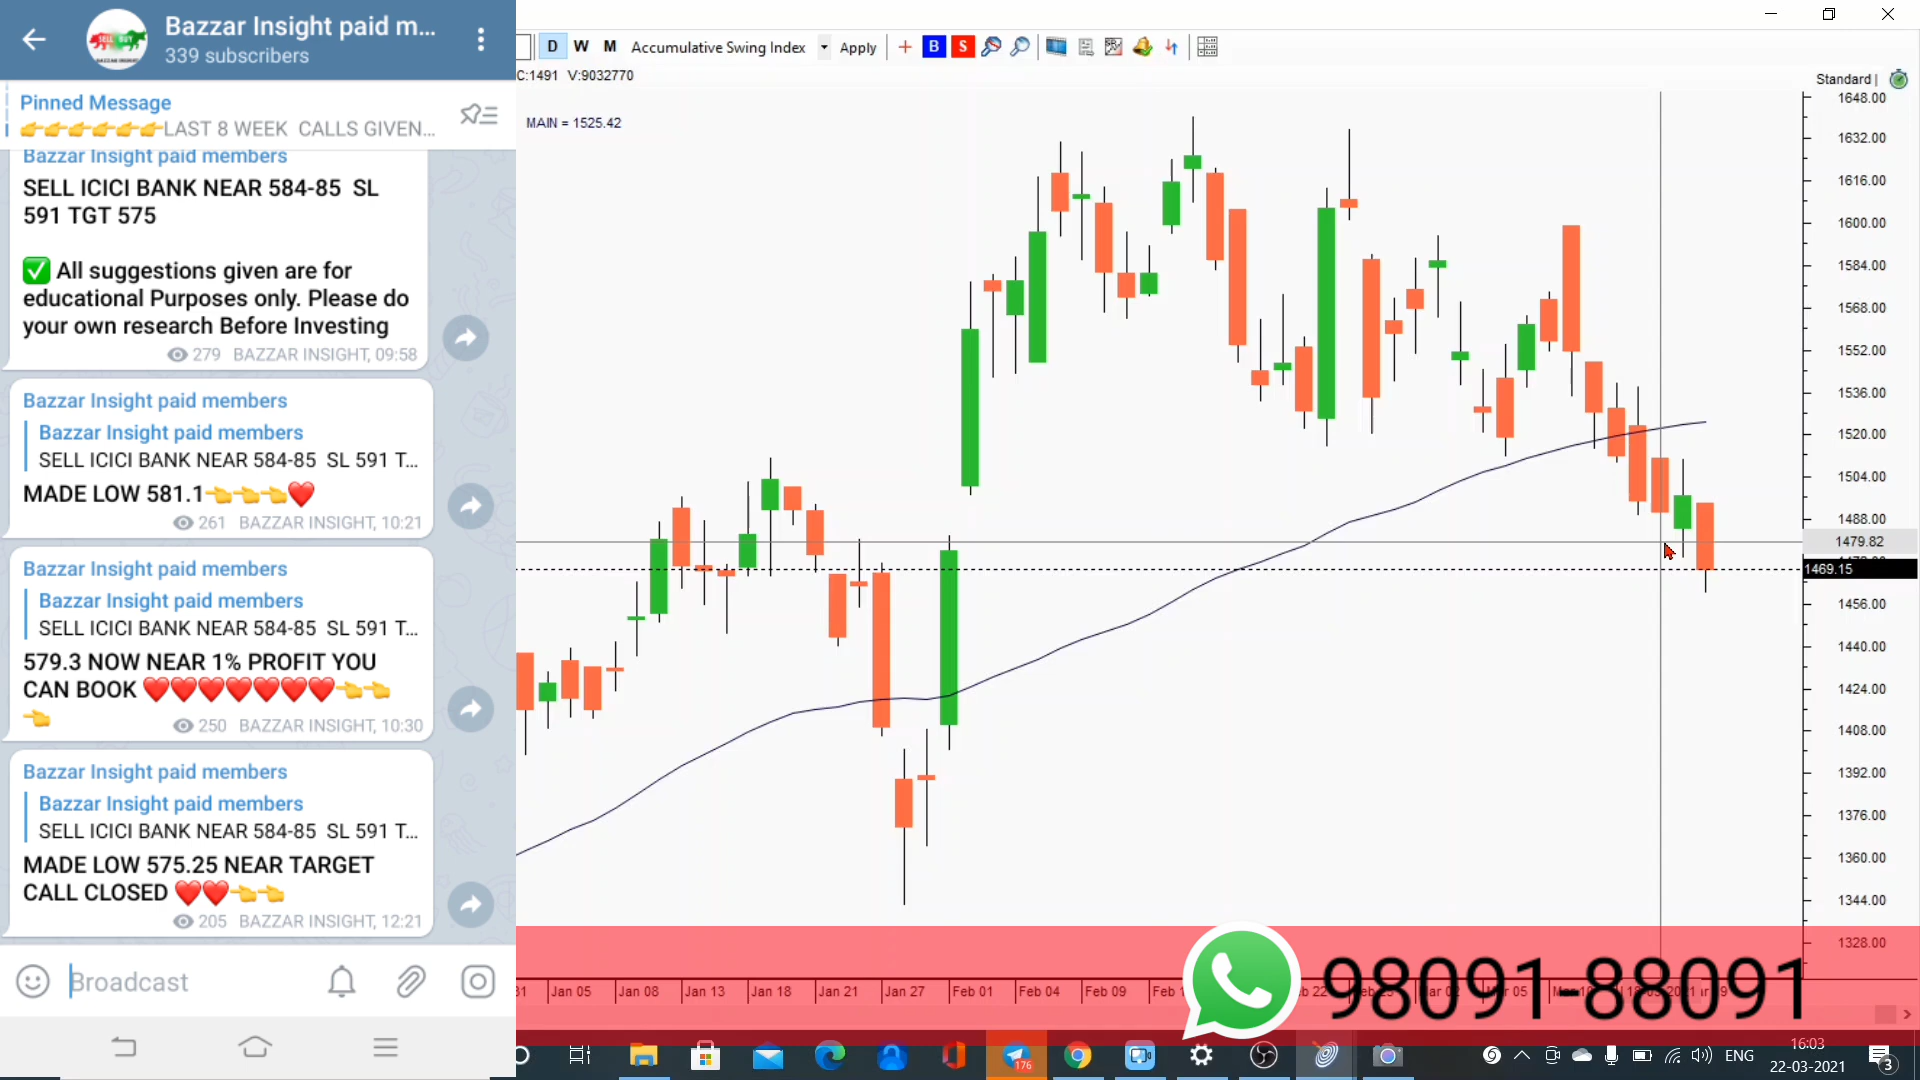 Bazzar Insight paid m...
339 subscribers
Pinned Message
👉👉👉👉👉👉LAST 8 WEEK CALLS GIVEN...
Bazzar Insight paid members
SELL ICICI BANK NEAR 584-85 SL
591 TGT 575
✅ All suggestions given are for
educational Purposes only. Please do
your own research Before Investing
279 BAZZAR INSIGHT, 09:58
Bazzar Insight paid members
Bazzar Insight paid members
SELL ICICI BANK NEAR 584-85 SL 591 T...
MADE LOW 581.1👈👈👈❤️
261 BAZZAR INSIGHT, 10:21
Bazzar Insight paid members
Bazzar Insight paid members
SELL ICICI BANK NEAR 584-85 SL 591 T...
579.3 NOW NEAR 1% PROFIT YOU
CAN BOOK ❤️❤️❤️❤️❤️❤️❤️👈👈
👈
250 BAZZAR INSIGHT, 10:30
Bazzar Insight paid members
Bazzar Insight paid members
SELL ICICI BANK NEAR 584-85 SL 591 T...
MADE LOW 575.25 NEAR TARGET
CALL CLOSED ❤️❤️👈👈
205 BAZZAR INSIGHT, 12:21
Broadcast
D W M Accumulative Swing Index Apply B S
C:1491 V:9032770
Standard |
MAIN = 1525.42
1648.00
1632.00
1616.00
1600.00
1584.00
1568.00
1552.00
1536.00
1520.00
1504.00
1488.00
1479.82
1469.15
1456.00
1440.00
1424.00
1408.00
1392.00
1376.00
1360.00
1344.00
1328.00
31 Jan 05 Jan 08 Jan 13 Jan 18 Jan 21 Jan 27 Feb 01 Feb 04 Feb 09 Feb
98091-88091
176
ENG
16:03
22-03-2021
3